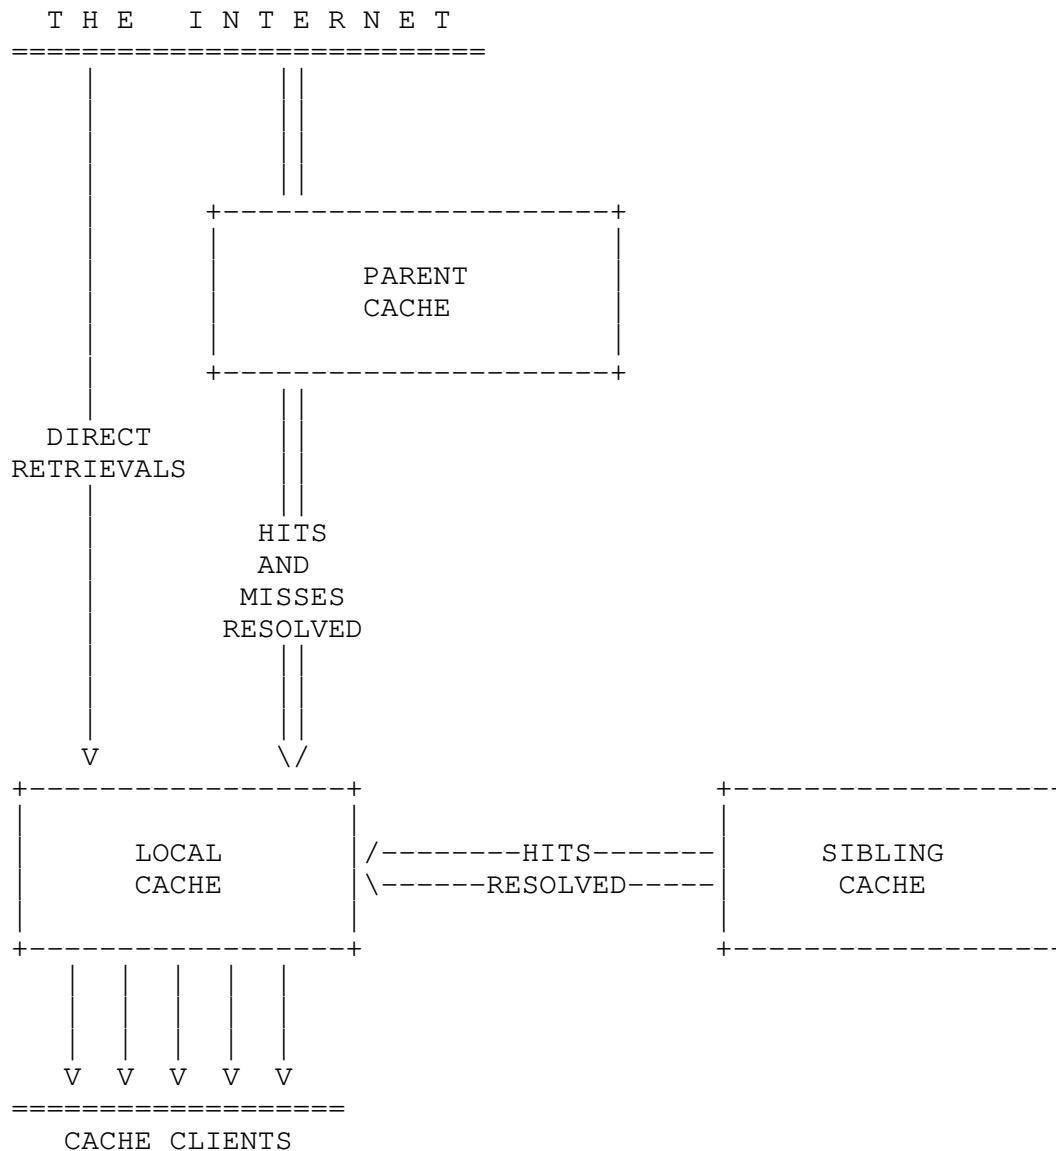 T H E I N T E R N E T
PARENT
CACHE
DIRECT
RETRIEVALS
HITS
AND
MISSES
RESOLVED
LOCAL
CACHE
HITS
RESOLVED
SIBLING
CACHE
V V V V V
CACHE CLIENTS